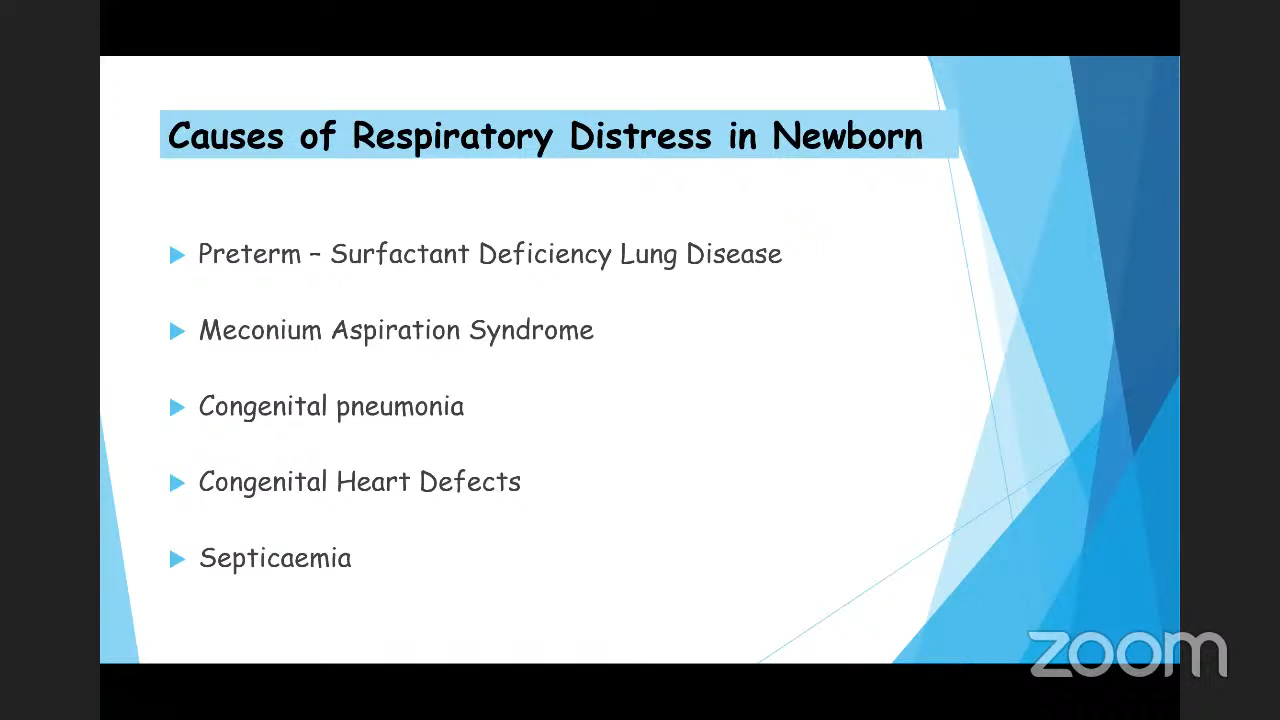 Causes of Respiratory Distress in Newborn
Preterm – Surfactant Deficiency Lung Disease
Meconium Aspiration Syndrome
Congenital pneumonia
Congenital Heart Defects
Septicaemia
zoom